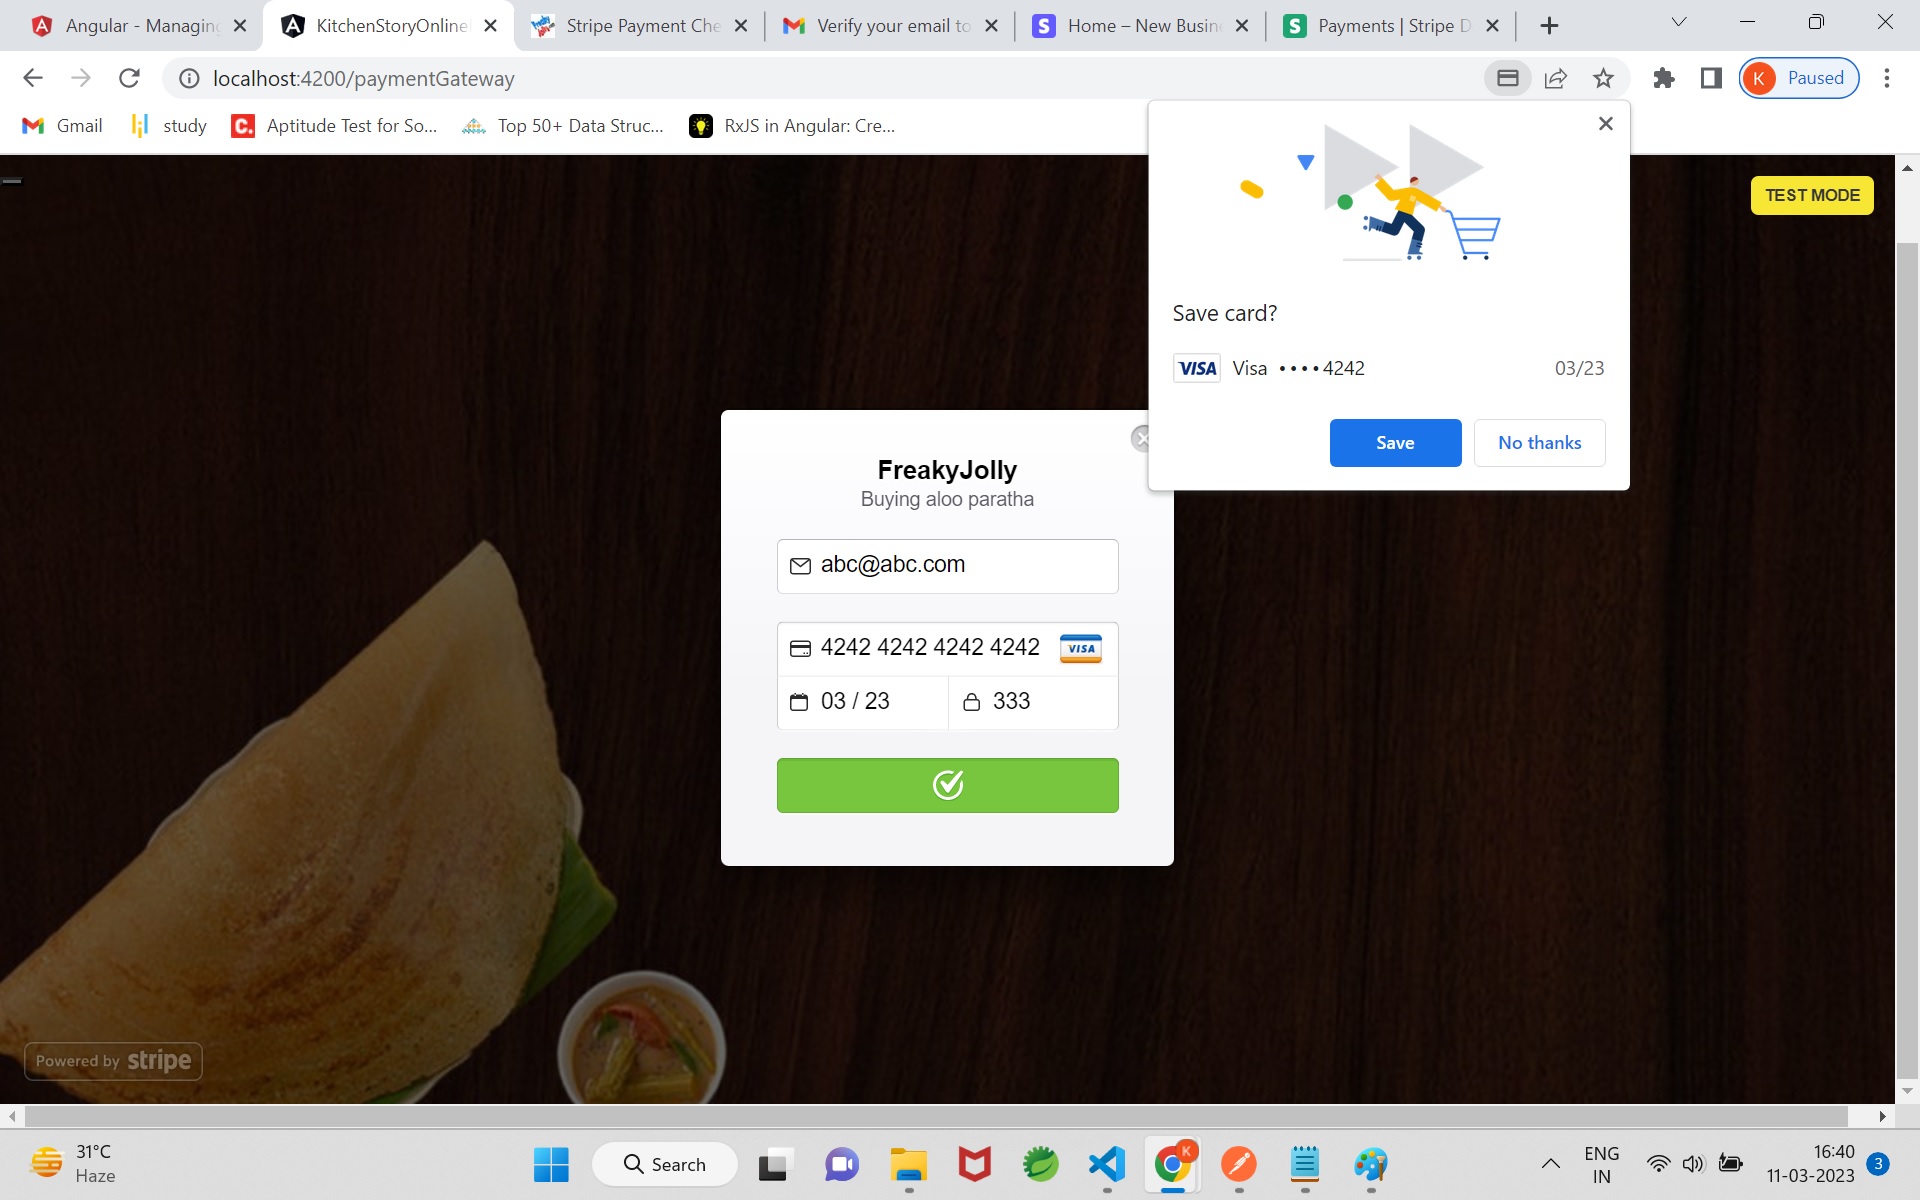 Angular - Managing
KitchenStoryOnline
Stripe Payment Che
Verify your email to
Home – New Busin
Payments | Stripe D
localhost:4200/paymentGateway
K Paused
Gmail
study
C. Aptitude Test for So...
Top 50+ Data Struc...
RxJS in Angular: Cre...
TEST MODE
Save card?
VISA Visa ••••4242 03/23
Save
No thanks
FreakyJolly
Buying aloo paratha
abc@abc.com
4242 4242 4242 4242 VISA
03 / 23
333
Powered by stripe
31°C
Haze
Search
K
ENG
IN
16:40
11-03-2023
3